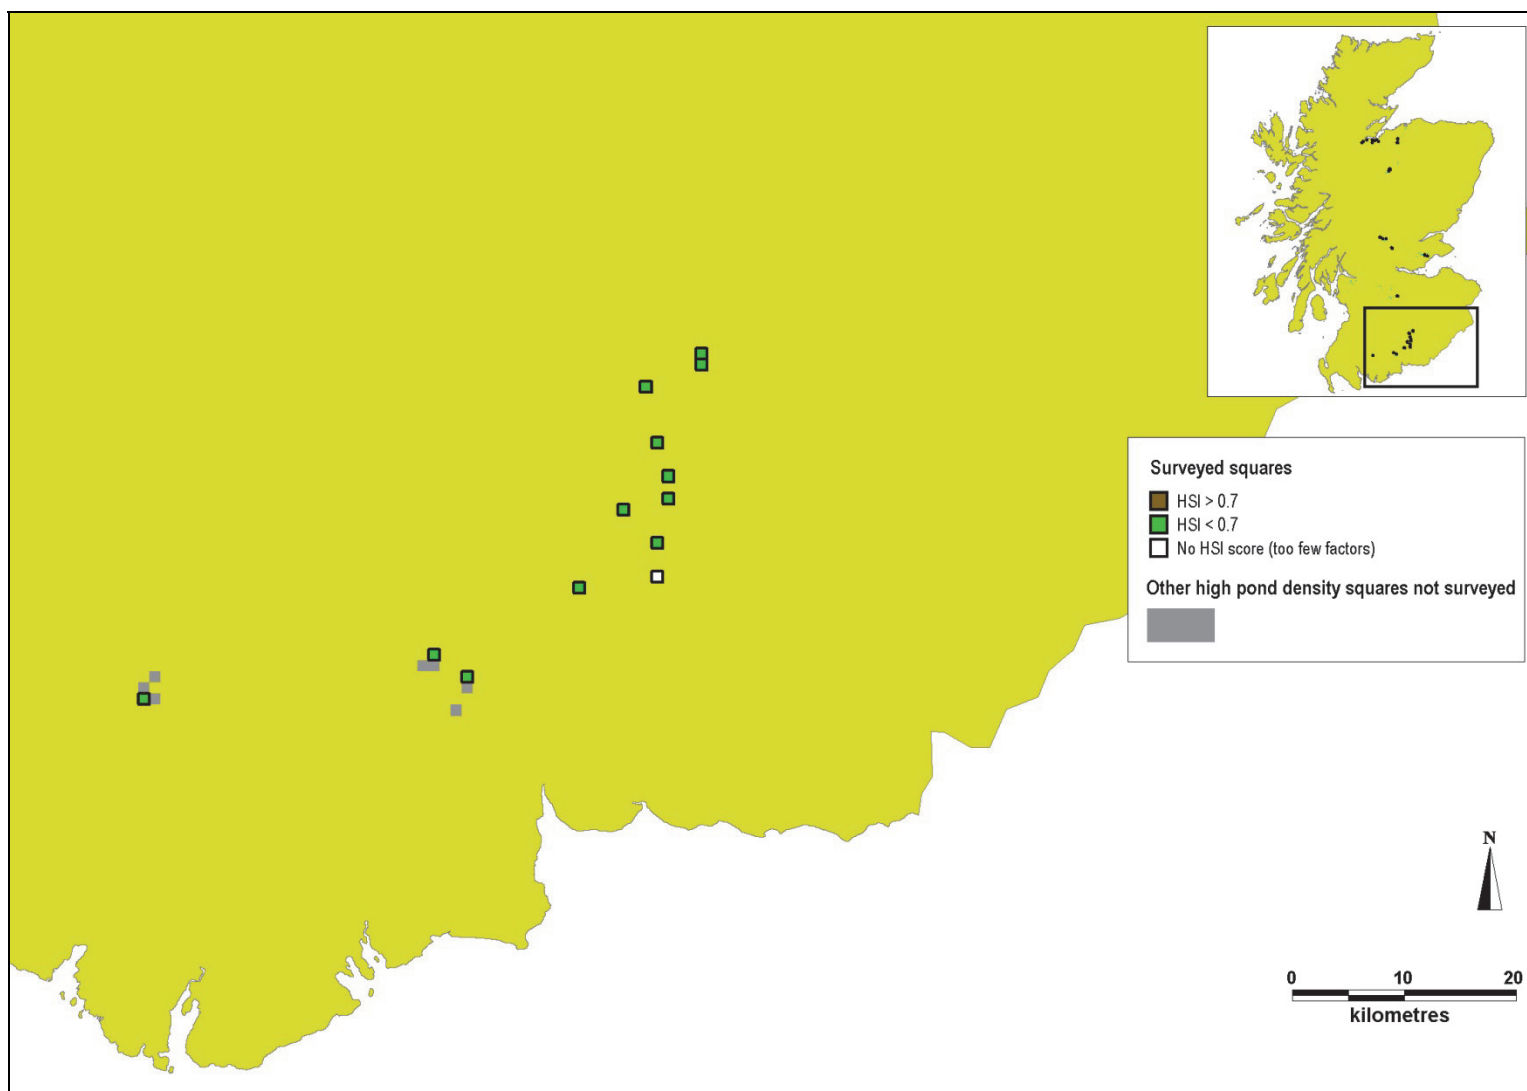 Surveyed squares
HSI > 0.7
HSI < 0.7
No HSI score (too few factors)
Other high pond density squares not surveyed
N
0 10 20
kilometres